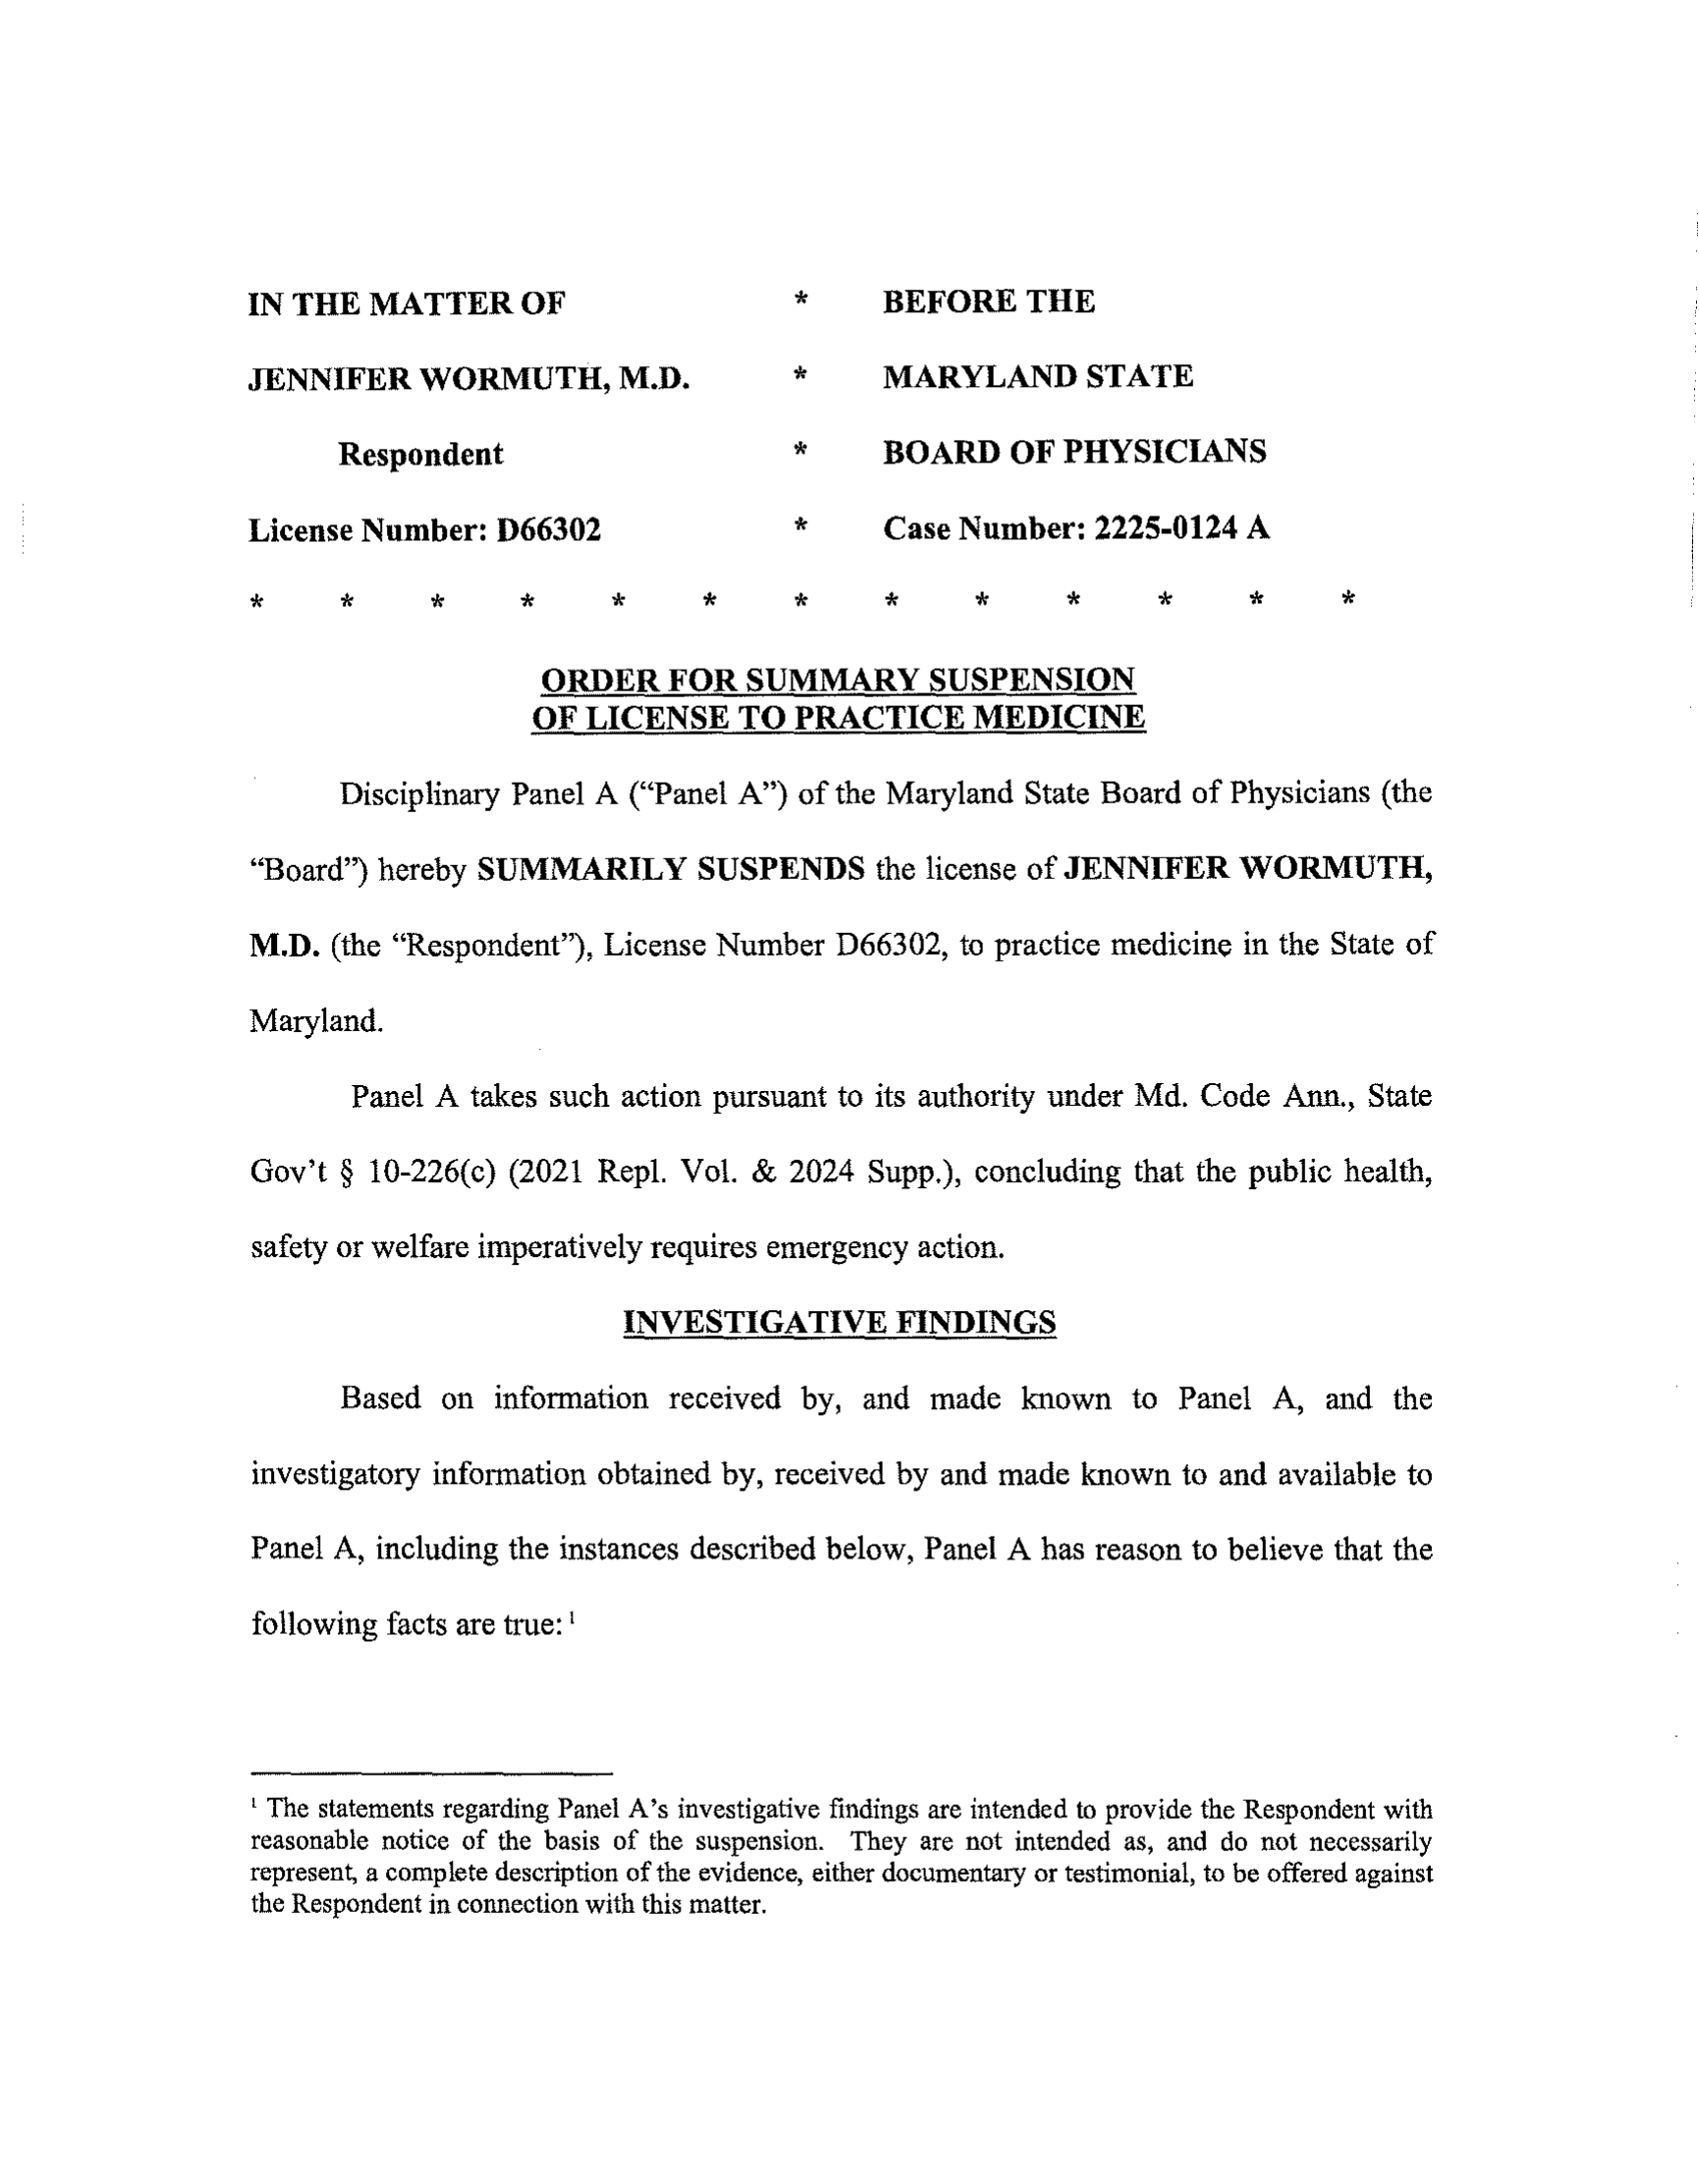 IN THE MATTER OF * BEFORE THE
JENNIFER WORMUTH, M.D. * MARYLAND STATE
Respondent * BOARD OF PHYSICIANS
License Number: D66302 * Case Number: 2225-0124 A
* * * * * * * * * * * * *
ORDER FOR SUMMARY SUSPENSION
OF LICENSE TO PRACTICE MEDICINE
Disciplinary Panel A (“Panel A”) of the Maryland State Board of Physicians (the
“Board”) hereby SUMMARILY SUSPENDS the license of JENNIFER WORMUTH,
M.D. (the “Respondent”), License Number D66302, to practice medicine in the State of
Maryland.
Panel A takes such action pursuant to its authority under Md. Code Ann., State
Gov’t § 10-226(c) (2021 Repl. Vol. & 2024 Supp.), concluding that the public health,
safety or welfare imperatively requires emergency action.
INVESTIGATIVE FINDINGS
Based on information received by, and made known to Panel A, and the
investigatory information obtained by, received by and made known to and available to
Panel A, including the instances described below, Panel A has reason to believe that the
following facts are true: ¹
¹ The statements regarding Panel A’s investigative findings are intended to provide the Respondent with
reasonable notice of the basis of the suspension. They are not intended as, and do not necessarily
represent, a complete description of the evidence, either documentary or testimonial, to be offered against
the Respondent in connection with this matter.